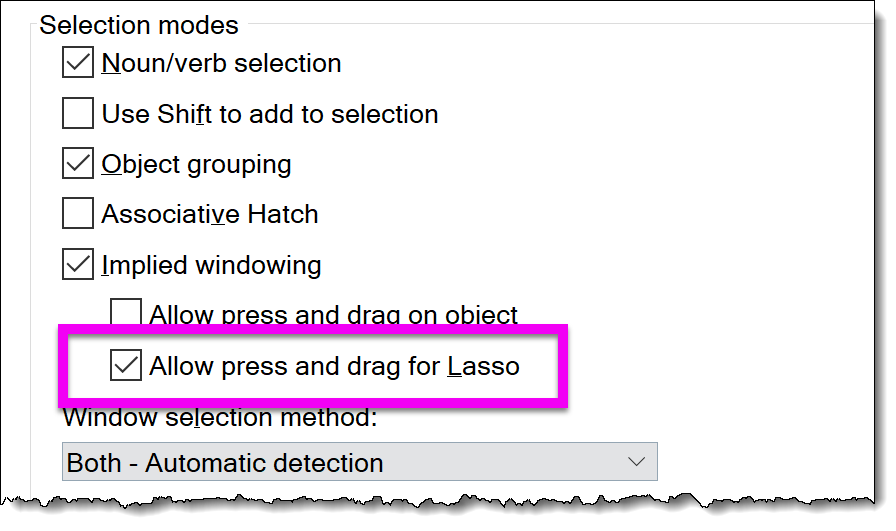 Selection modes
Noun/verb selection
Use Shift to add to selection
Object grouping
Associative Hatch
Implied windowing
Allow press and drag on object
Allow press and drag for Lasso
Window selection method:
Both - Automatic detection